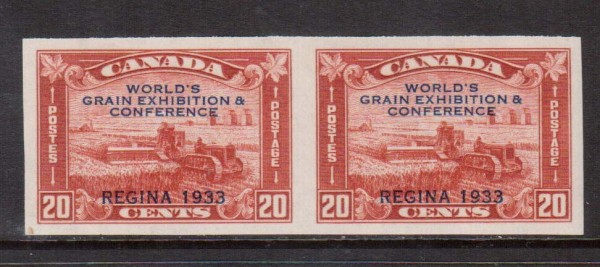 CANADA
WORLD'S
GRAIN EXHIBITION &
CONFERENCE
POSTES
POSTAGE
REGINA 1933
20 CENTS 20
CANADA
WORLD'S
GRAIN EXHIBITION &
CONFERENCE
POSTES
POSTAGE
REGINA 1933
20 CENTS 20